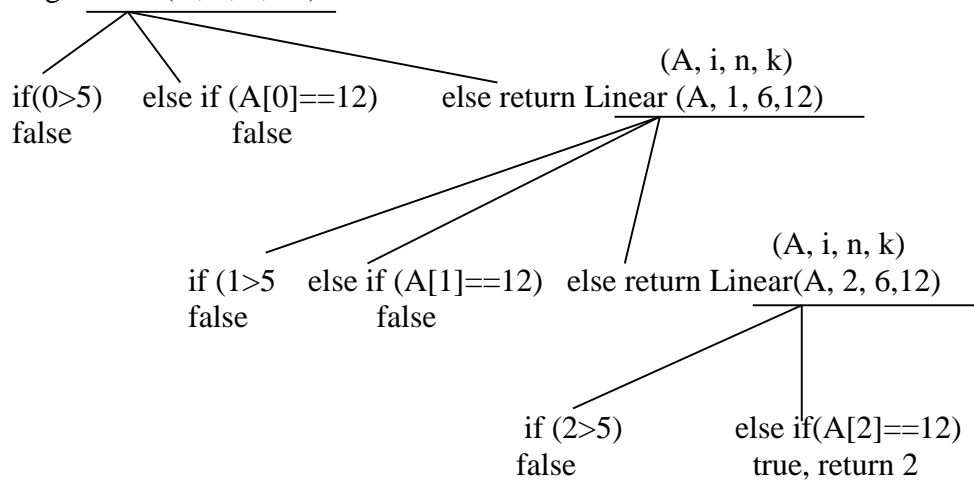 (A, i, n, k)
if(0>5) else if (A[0]==12) else return Linear (A, 1, 6,12)
false false
(A, i, n, k)
if (1>5 else if (A[1]==12) else return Linear(A, 2, 6,12)
false false
if (2>5) else if(A[2]==12)
false true, return 2